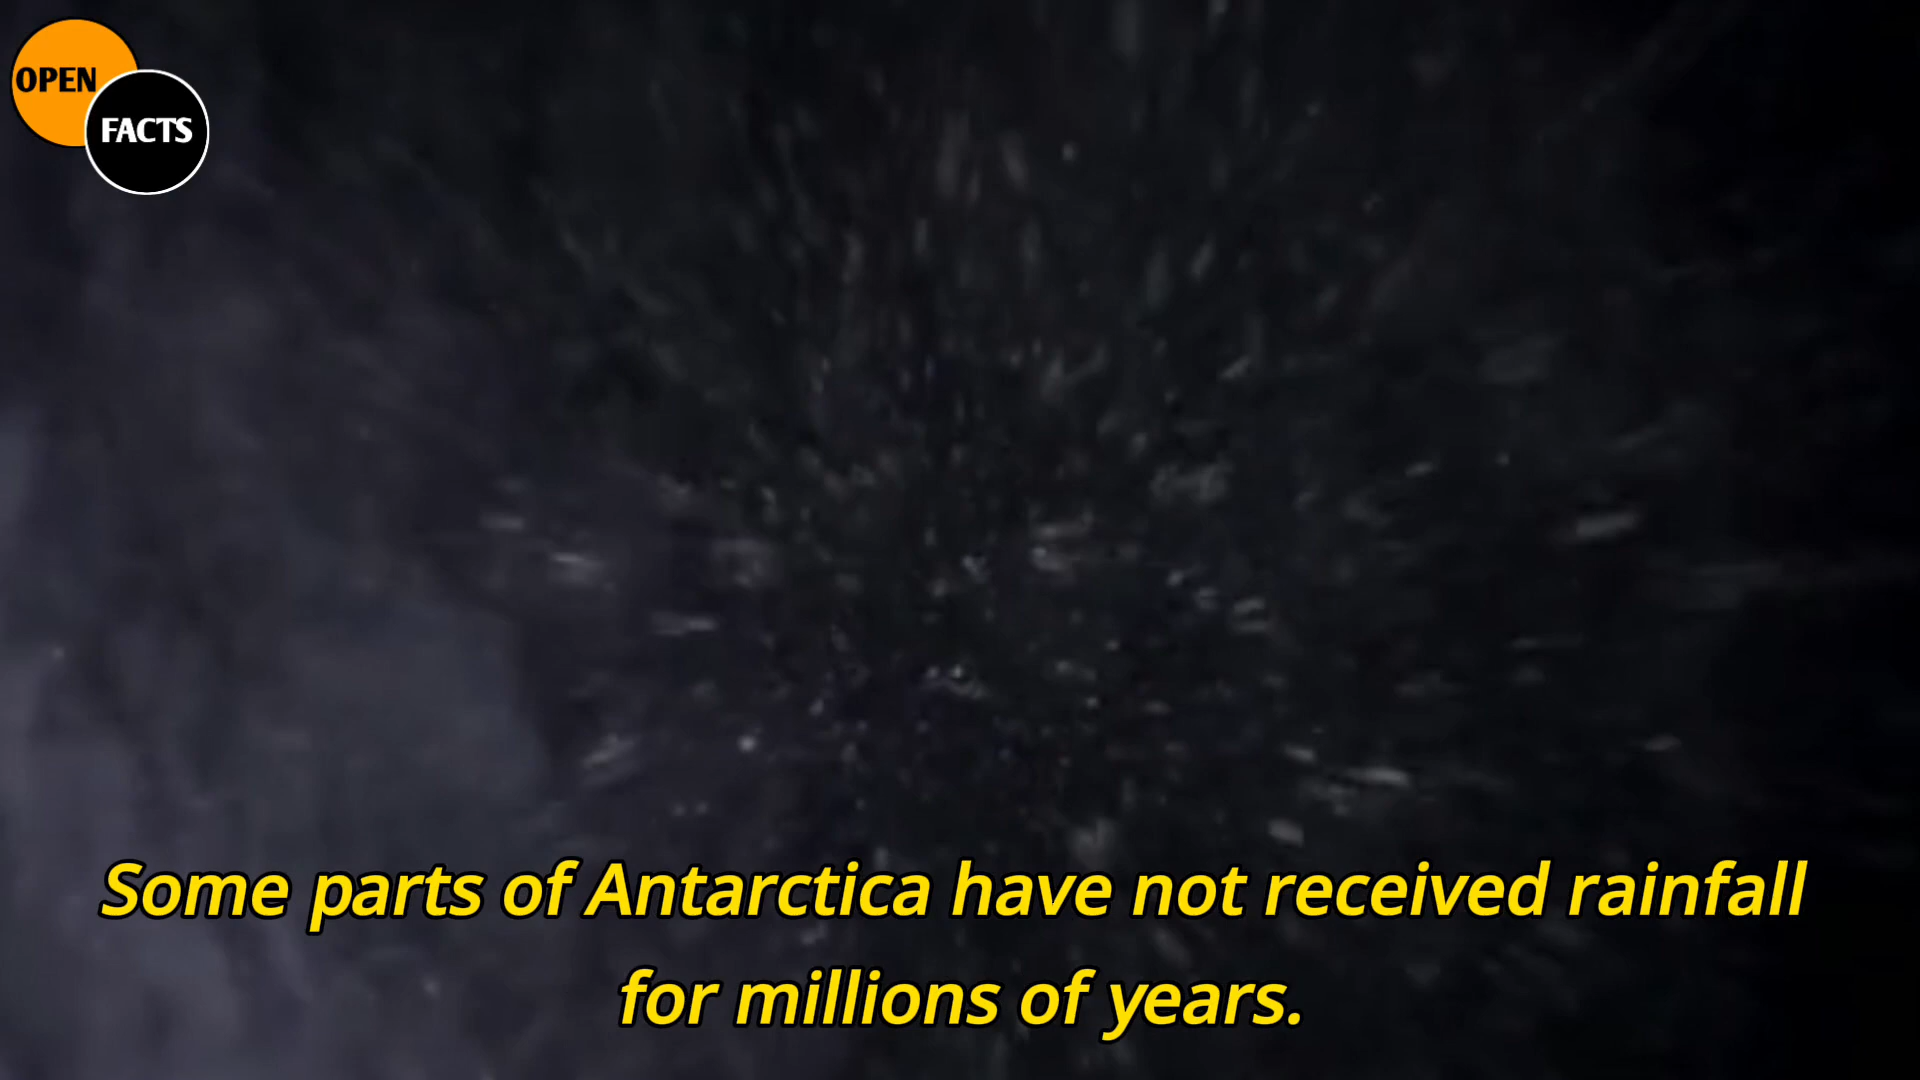 OPEN
FACTS
Some parts of Antarctica have not received rainfall
for millions of years.